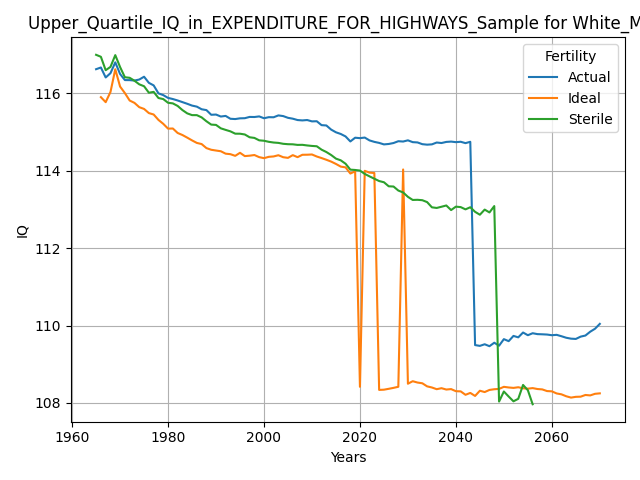 Upper_Quartile_IQ_in_EXPENDITURE_FOR_HIGHWAYS_Sample for White_M
Fertility
Actual
Ideal
Sterile
IQ
116
114
112
110
108
1960
1980
2000
2020
2040
2060
Years